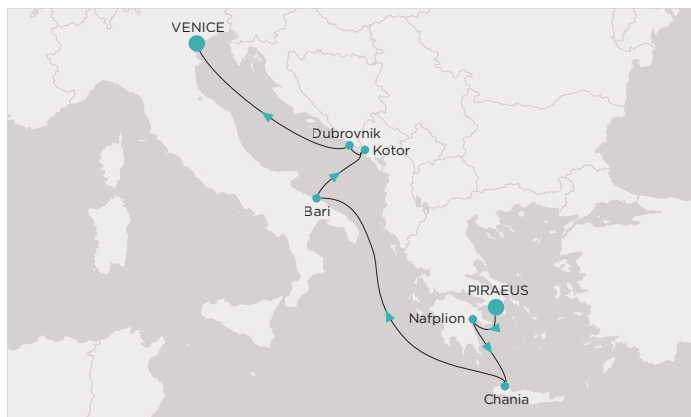 VENICE
Dubrovnik
Kotor
Bari
PIRAEUS
Nafplion
Chania